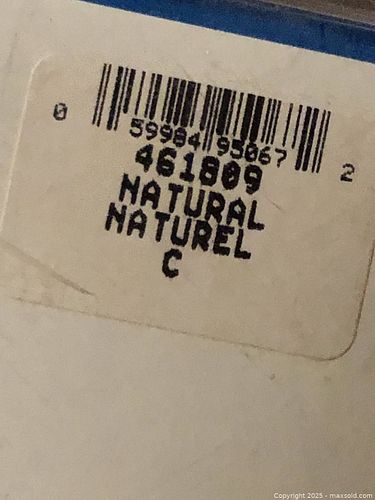 0 59984 95067 2
461809
NATURAL
NATUREL
C
Copyright 2025 - maxsold.com